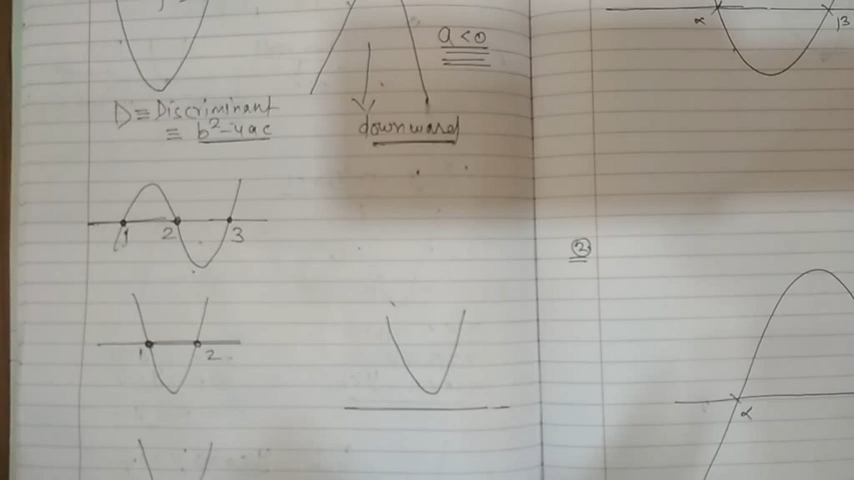 a<0
D ≡ Discriminant
≡ b²-4ac
downward
1 2 3
1 2
α β
②
α